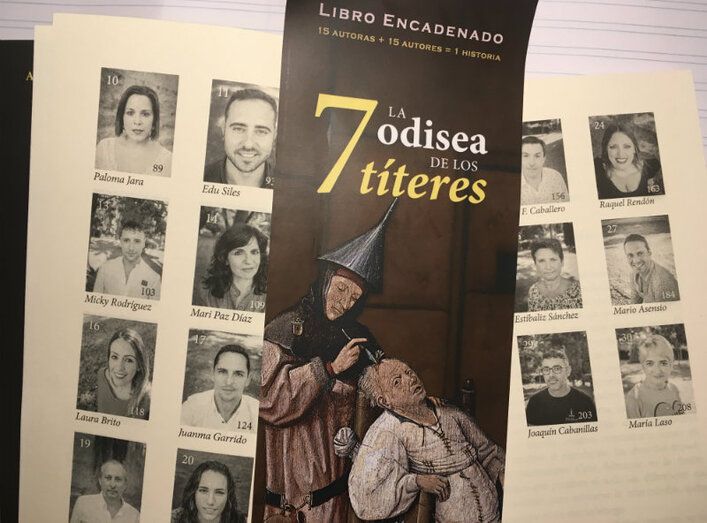 A
10
89
Paloma Jara
11
Edu Siles
103
Micky Rodríguez
14
109
Mari Paz Díaz
16
118
Laura Brito
17
124
Juanma Garrido
19
20
LIBRO ENCADENADO
15 AUTORAS + 15 AUTORES = 1 HISTORIA
7
LA
odisea
DE LOS
títeres
156
F. Caballero
24
163
Raquel Rendón
Estíbaliz Sánchez
27
184
Mario Asensio
29
203
Joaquín Cabanillas
30
208
María Laso